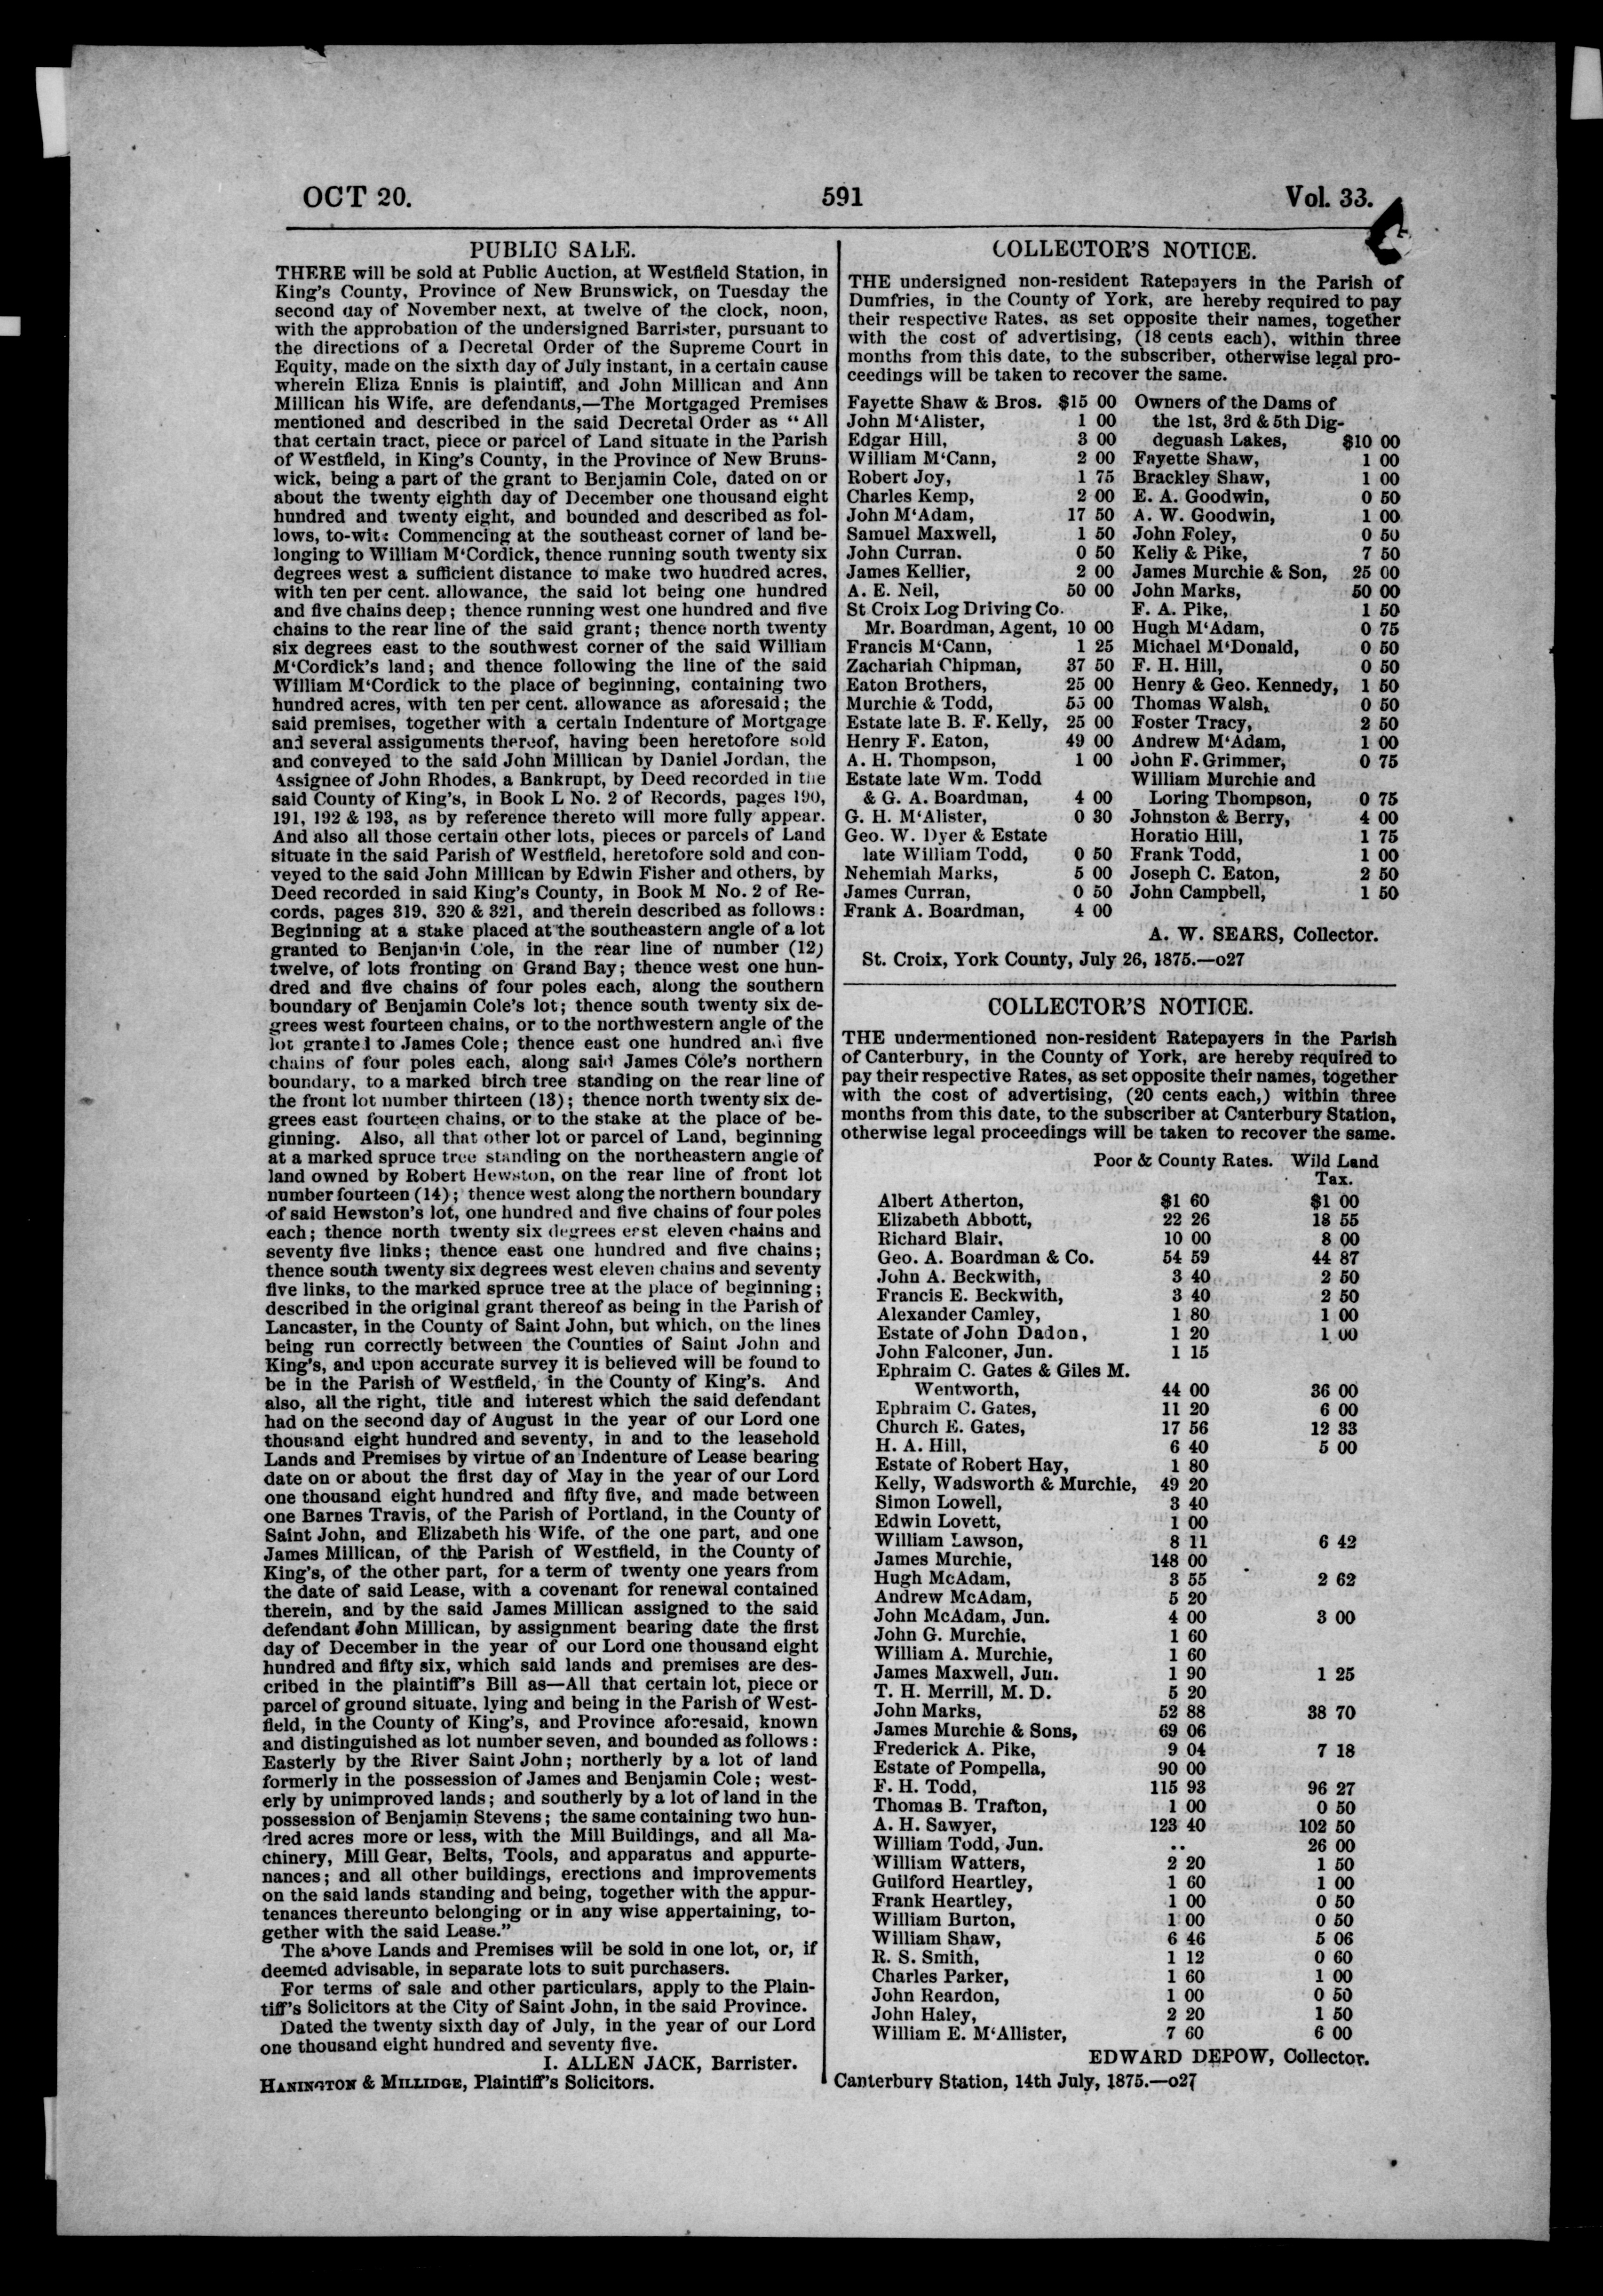 OCT 20.
591
Vol. 33.
PUBLIC SALE.
THERE will be sold at Public Auction, at Westfield Station, in
King's County, Province of New Brunswick, on Tuesday the
second day of November next, at twelve of the clock, noon,
with the approbation of the undersigned Barrister, pursuant to
the directions of a Decretal Order of the Supreme Court in
Equity, made on the sixth day of July instant, in a certain cause
wherein Eliza Ennis is plaintiff, and John Millican and Ann
Millican his Wife, are defendants,—The Mortgaged Premises
mentioned and described in the said Decretal Order as "All
that certain tract, piece or parcel of Land situate in the Parish
of Westfield, in King's County, in the Province of New Bruns-
wick, being a part of the grant to Benjamin Cole, dated on or
about the twenty eighth day of December one thousand eight
hundred and twenty eight, and bounded and described as fol-
lows, to-wit: Commencing at the southeast corner of land be-
longing to William M'Cordick, thence running south twenty six
degrees west a sufficient distance to make two hundred acres,
with ten per cent. allowance, the said lot being one hundred
and five chains deep; thence running west one hundred and five
chains to the rear line of the said grant; thence north twenty
six degrees east to the southwest corner of the said William
M'Cordick's land; and thence following the line of the said
William M'Cordick to the place of beginning, containing two
hundred acres, with ten per cent. allowance as aforesaid; the
said premises, together with a certain Indenture of Mortgage
and several assignments thereof, having been heretofore sold
and conveyed to the said John Millican by Daniel Jordan, the
Assignee of John Rhodes, a Bankrupt, by Deed recorded in the
said County of King's, in Book L No. 2 of Records, pages 190,
191, 192 & 193, as by reference thereto will more fully appear.
And also all those certain other lots, pieces or parcels of Land
situate in the said Parish of Westfield, heretofore sold and con-
veyed to the said John Millican by Edwin Fisher and others, by
Deed recorded in said King's County, in Book M No. 2 of Re-
cords, pages 319, 320 & 321, and therein described as follows:
Beginning at a stake placed at the southeastern angle of a lot
granted to Benjamin Cole, in the rear line of number (12)
twelve, of lots fronting on Grand Bay; thence west one hun-
dred and five chains of four poles each, along the southern
boundary of Benjamin Cole's lot; thence south twenty six de-
grees west fourteen chains, or to the northwestern angle of the
lot granted to James Cole; thence east one hundred and five
chains of four poles each, along said James Cole's northern
boundary, to a marked birch tree standing on the rear line of
the front lot number thirteen (13); thence north twenty six de-
grees east fourteen chains, or to the stake at the place of be-
ginning. Also, all that other lot or parcel of Land, beginning
at a marked spruce tree standing on the northeastern angle of
land owned by Robert Hewston, on the rear line of front lot
number fourteen (14); thence west along the northern boundary
of said Hewston's lot, one hundred and five chains of four poles
each; thence north twenty six degrees east eleven chains and
seventy five links; thence east one hundred and five chains;
thence south twenty six degrees west eleven chains and seventy
five links, to the marked spruce tree at the place of beginning;
described in the original grant thereof as being in the Parish of
Lancaster, in the County of Saint John, but which, on the lines
being run correctly between the Counties of Saint John and
King's, and upon accurate survey it is believed will be found to
be in the Parish of Westfield, in the County of King's. And
also, all the right, title and interest which the said defendant
had on the second day of August in the year of our Lord one
thousand eight hundred and seventy, in and to the leasehold
Lands and Premises by virtue of an Indenture of Lease bearing
date on or about the first day of May in the year of our Lord
one thousand eight hundred and fifty five, and made between
one Barnes Travis, of the Parish of Portland, in the County of
Saint John, and Elizabeth his Wife, of the one part, and one
James Millican, of the Parish of Westfield, in the County of
King's, of the other part, for a term of twenty one years from
the date of said Lease, with a covenant for renewal contained
therein, and by the said James Millican assigned to the said
defendant John Millican, by assignment bearing date the first
day of December in the year of our Lord one thousand eight
hundred and fifty six, which said lands and premises are des-
cribed in the plaintiff's Bill as—All that certain lot, piece or
parcel of ground situate, lying and being in the Parish of West-
field, in the County of King's, and Province aforesaid, known
and distinguished as lot number seven, and bounded as follows:
Easterly by the River Saint John; northerly by a lot of land
formerly in the possession of James and Benjamin Cole; west-
erly by unimproved lands; and southerly by a lot of land in the
possession of Benjamin Stevens; the same containing two hun-
dred acres more or less, with the Mill Buildings, and all Ma-
chinery, Mill Gear, Belts, Tools, and apparatus and appurte-
nances; and all other buildings, erections and improvements
on the said lands standing and being, together with the appur-
tenances thereunto belonging or in any wise appertaining, to-
gether with the said Lease."
The above Lands and Premises will be sold in one lot, or, if
deemed advisable, in separate lots to suit purchasers.
For terms of sale and other particulars, apply to the Plain-
tiff's Solicitors at the City of Saint John, in the said Province.
Dated the twenty sixth day of July, in the year of our Lord
one thousand eight hundred and seventy five.
I. ALLEN JACK, Barrister.
HANINGTON & MILLIDGE, Plaintiff's Solicitors.
COLLECTOR'S NOTICE.
THE undersigned non-resident Ratepayers in the Parish of
Dumfries, in the County of York, are hereby required to pay
their respective Rates, as set opposite their names, together
with the cost of advertising, (18 cents each), within three
months from this date, to the subscriber, otherwise legal pro-
ceedings will be taken to recover the same.
Fayette Shaw & Bros. $15 00
John M'Alister, 1 00
Edgar Hill, 3 00
William M'Cann, 2 00
Robert Joy, 1 75
Charles Kemp, 2 00
John M'Adam, 17 50
Samuel Maxwell, 1 50
John Curran. 0 50
James Kellier, 2 00
A. E. Neil, 50 00
St Croix Log Driving Co.
Mr. Boardman, Agent, 10 00
Francis M'Cann, 1 25
Zachariah Chipman, 37 50
Eaton Brothers, 25 00
Murchie & Todd, 55 00
Estate late B. F. Kelly, 25 00
Henry F. Eaton, 49 00
A. H. Thompson, 1 00
Estate late Wm. Todd
& G. A. Boardman, 4 00
G. H. M'Alister, 0 30
Geo. W. Dyer & Estate
late William Todd, 0 50
Nehemiah Marks, 5 00
James Curran, 0 50
Frank A. Boardman, 4 00
Owners of the Dams of
the 1st, 3rd & 5th Dig-
deguash Lakes, $10 00
Fayette Shaw, 1 00
Brackley Shaw, 1 00
E. A. Goodwin, 0 50
A. W. Goodwin, 1 00
John Foley, 0 50
Kelly & Pike, 7 50
James Murchie & Son, 25 00
John Marks, 50 00
F. A. Pike, 1 50
Hugh M'Adam, 0 75
Michael M'Donald, 0 50
F. H. Hill, 0 50
Henry & Geo. Kennedy, 1 50
Thomas Walsh, 0 50
Foster Tracy, 2 50
Andrew M'Adam, 1 00
John F. Grimmer, 0 75
William Murchie and
Loring Thompson, 0 75
Johnston & Berry, 4 00
Horatio Hill, 1 75
Frank Todd, 1 00
Joseph C. Eaton, 2 50
John Campbell, 1 50
A. W. SEARS, Collector.
St. Croix, York County, July 26, 1875.—o27
COLLECTOR'S NOTICE.
THE undermentioned non-resident Ratepayers in the Parish
of Canterbury, in the County of York, are hereby required to
pay their respective Rates, as set opposite their names, together
with the cost of advertising, (20 cents each,) within three
months from this date, to the subscriber at Canterbury Station,
otherwise legal proceedings will be taken to recover the same.
Poor & County Rates. Wild Land
Tax.
Albert Atherton, $1 60 $1 00
Elizabeth Abbott, 22 26 18 55
Richard Blair, 10 00 8 00
Geo. A. Boardman & Co. 54 59 44 87
John A. Beckwith, 3 40 2 50
Francis E. Beckwith, 3 40 2 50
Alexander Camley, 1 80 1 00
Estate of John Dadon, 1 20 1 00
John Falconer, Jun. 1 15
Ephraim C. Gates & Giles M.
Wentworth, 44 00 36 00
Ephraim C. Gates, 11 20 6 00
Church E. Gates, 17 56 12 33
H. A. Hill, 6 40 5 00
Estate of Robert Hay, 1 80
Kelly, Wadsworth & Murchie, 49 20
Simon Lowell, 3 40
Edwin Lovett, 1 00
William Lawson, 8 11 6 42
James Murchie, 148 00
Hugh McAdam, 3 55 2 62
Andrew McAdam, 5 20
John McAdam, Jun. 4 00 3 00
John G. Murchie, 1 60
William A. Murchie, 1 60
James Maxwell, Jun. 1 90 1 25
T. H. Merrill, M. D. 5 20
John Marks, 52 88 38 70
James Murchie & Sons, 69 06
Frederick A. Pike, 9 04 7 18
Estate of Pompella, 90 00
F. H. Todd, 115 93 96 27
Thomas B. Trafton, 1 00 0 50
A. H. Sawyer, 123 40 102 50
William Todd, Jun. .. 26 00
William Watters, 2 20 1 50
Guilford Heartley, 1 60 1 00
Frank Heartley, 1 00 0 50
William Burton, 1 00 0 50
William Shaw, 6 46 5 06
R. S. Smith, 1 12 0 60
Charles Parker, 1 60 1 00
John Reardon, 1 00 0 50
John Haley, 2 20 1 50
William E. M'Allister, 7 60 6 00
EDWARD DEPOW, Collector.
Canterbury Station, 14th July, 1875.—o27